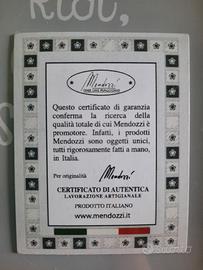 Mendozzi
Questo certificato di garanzia
conferma la ricerca della
qualità totale di cui Mendozzi è
promotore. Infatti, i prodotti
Mendozzi sono oggetti unici,
tutti rigorosamente fatti a mano,
in Italia.
Per originalità Mendozzi
CERTIFICATO DI AUTENTICA
LAVORAZIONE ARTIGIANALE
PRODOTTO ITALIANO
www.mendozzi.it
subito